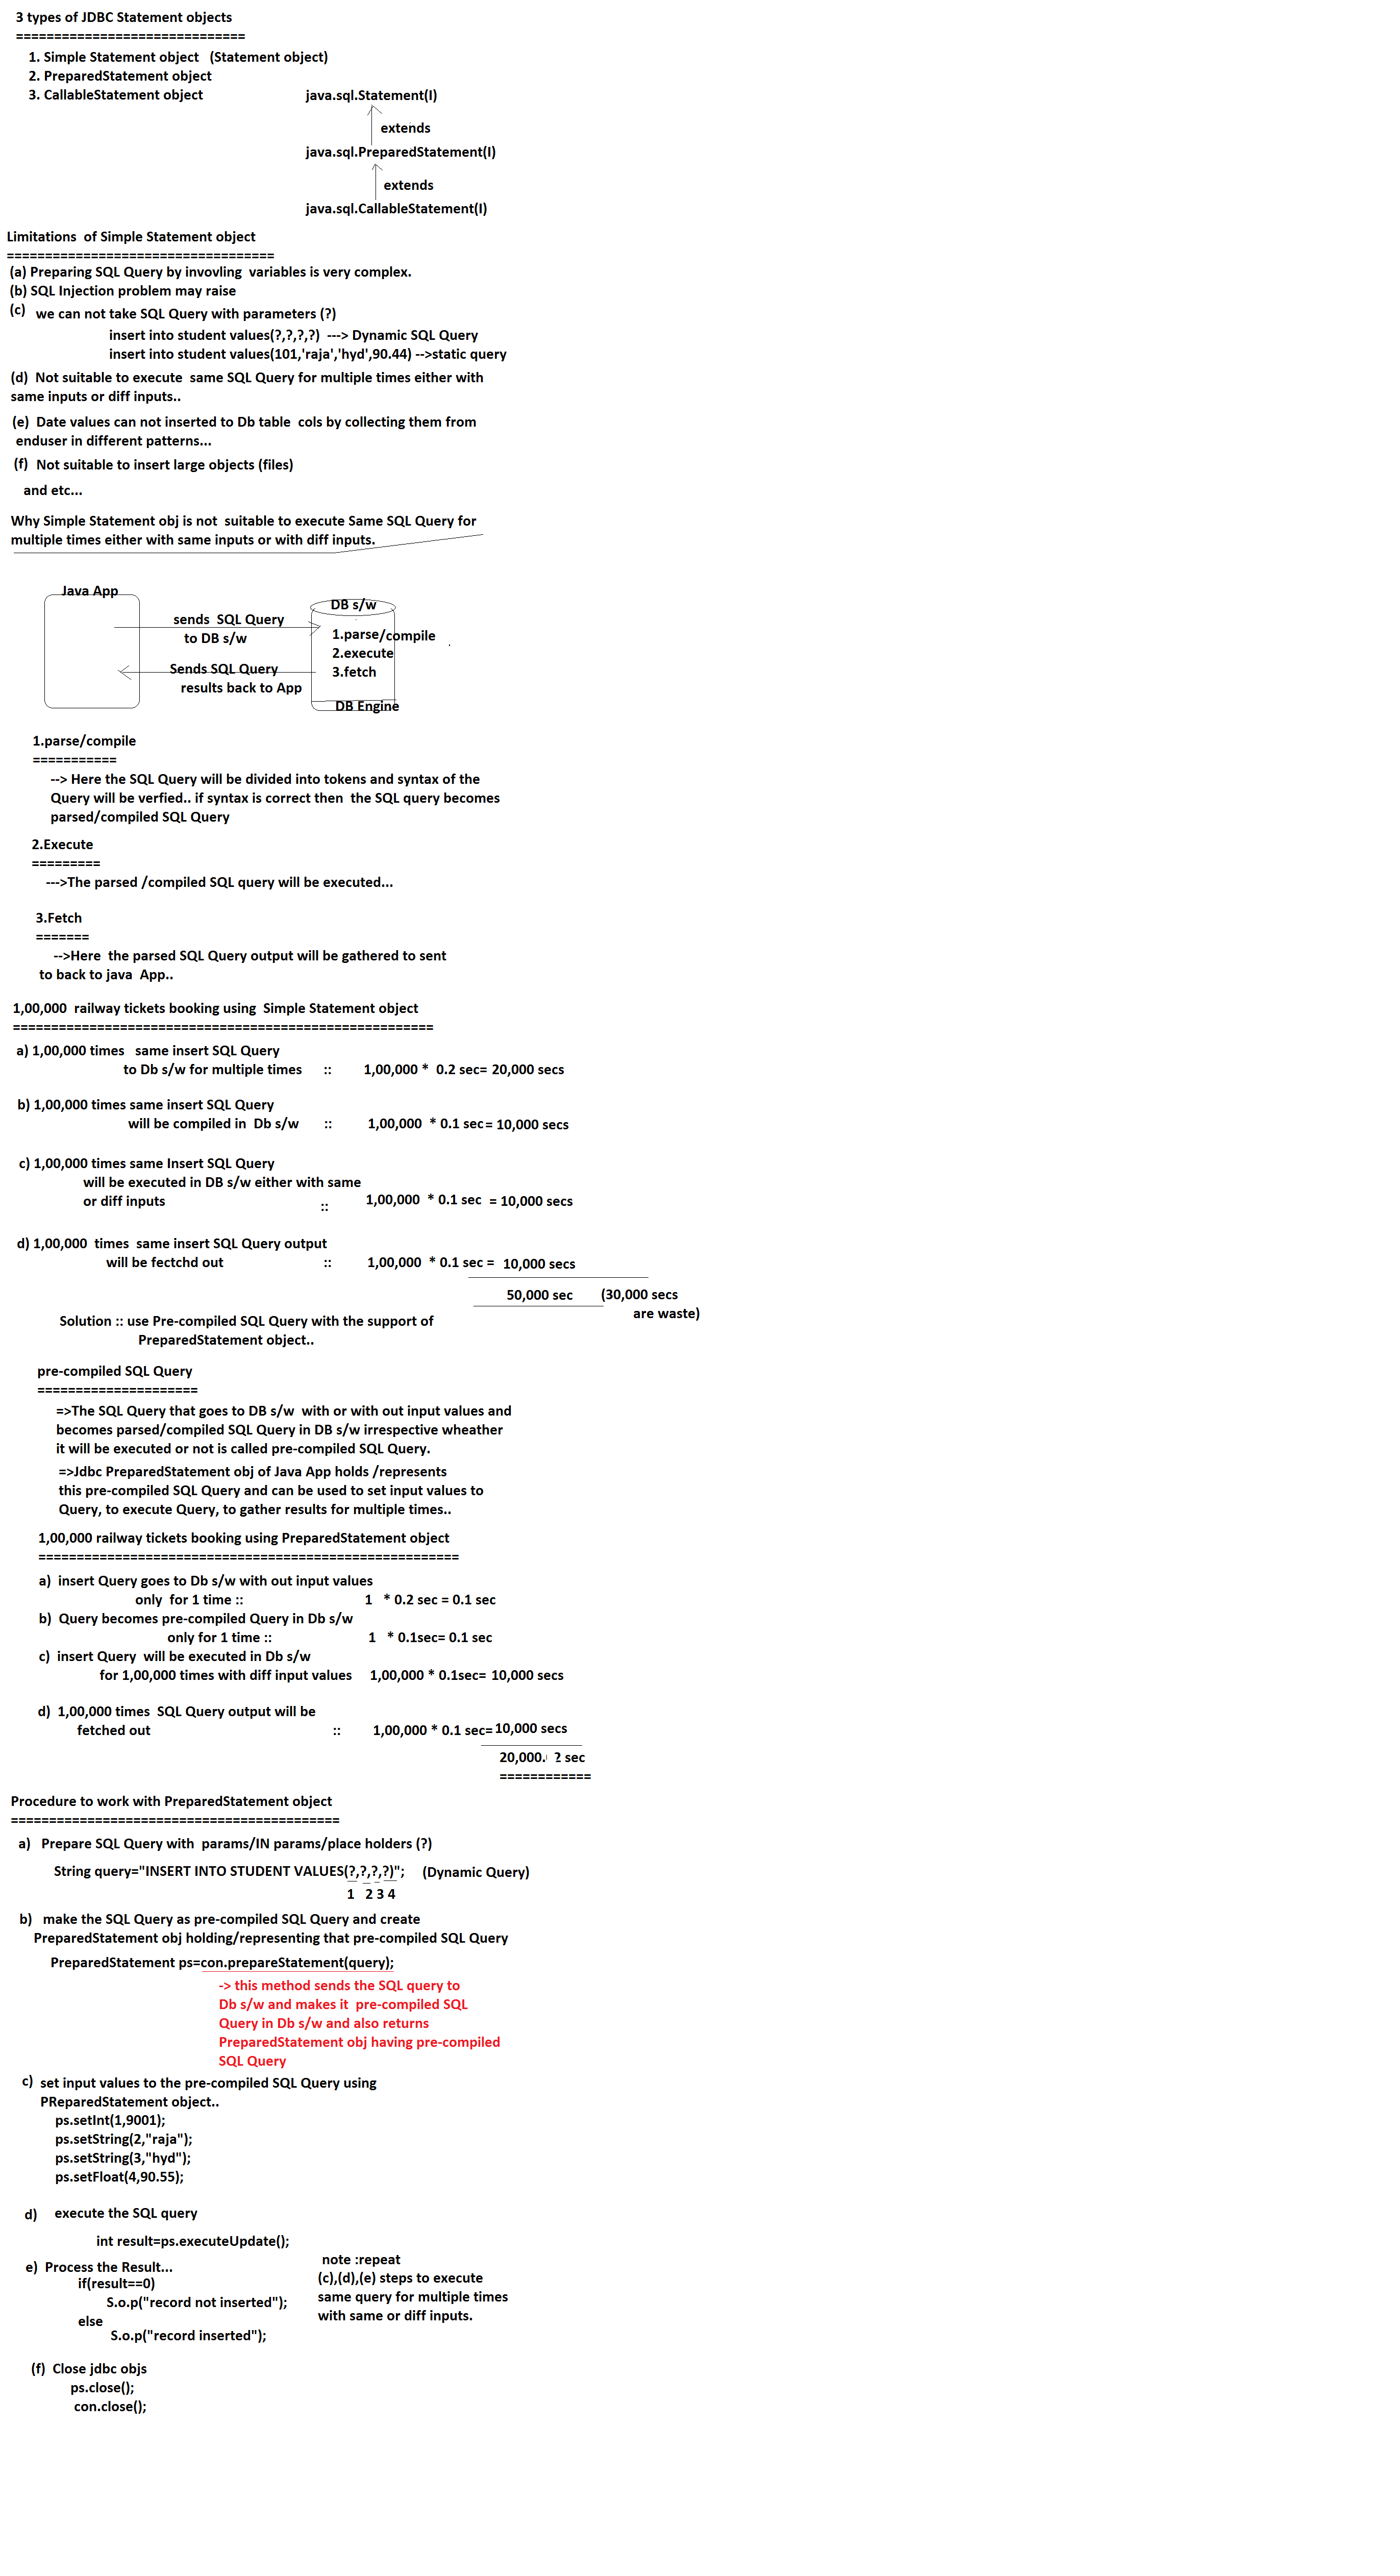 3 types of JDBC Statement objects
==============================
1. Simple Statement object   (Statement object)
2. PreparedStatement object
3. CallableStatement object
java.sql.Statement(I)
extends
java.sql.PreparedStatement(I)
extends
java.sql.CallableStatement(I)
Limitations  of Simple Statement object
===================================
(a) Preparing SQL Query by invovling  variables is very complex.
(b) SQL Injection problem may raise
(c)  we can not take SQL Query with parameters (?)
insert into student values(?,?,?,?)  ---> Dynamic SQL Query
insert into student values(101,'raja','hyd',90.44) -->static query
(d)  Not suitable to execute  same SQL Query for multiple times either with
same inputs or diff inputs..
(e)  Date values can not inserted to Db table  cols by collecting them from
enduser in different patterns...
(f)  Not suitable to insert large objects (files)
and etc...
Why Simple Statement obj is not  suitable to execute Same SQL Query for
multiple times either with same inputs or with diff inputs.
Java App
DB s/w
sends  SQL Query
to DB s/w
1.parse/compile
2.execute
3.fetch
Sends SQL Query
results back to App
DB Engine
1.parse/compile
===========
--> Here the SQL Query will be divided into tokens and syntax of the
Query will be verfied.. if syntax is correct then  the SQL query becomes
parsed/compiled SQL Query
2.Execute
=========
--->The parsed /compiled SQL query will be executed...
3.Fetch
=======
-->Here  the parsed SQL Query output will be gathered to sent
to back to java  App..
1,00,000  railway tickets booking using  Simple Statement object
=======================================================
a) 1,00,000 times   same insert SQL Query
to Db s/w for multiple times      ::        1,00,000 *  0.2 sec= 20,000 secs
b) 1,00,000 times same insert SQL Query
will be compiled in  Db s/w       ::         1,00,000  * 0.1 sec= 10,000 secs
c) 1,00,000 times same Insert SQL Query
will be executed in DB s/w either with same
or diff inputs       ::       1,00,000  * 0.1 sec  = 10,000 secs
d) 1,00,000  times  same insert SQL Query output
will be fectchd out       ::       1,00,000  * 0.1 sec =  10,000 secs
50,000 sec       (30,000 secs
are waste)
Solution :: use Pre-compiled SQL Query with the support of
PreparedStatement object..
pre-compiled SQL Query
=====================
=>The SQL Query that goes to DB s/w  with or with out input values and
becomes parsed/compiled SQL Query in DB s/w irrespective wheather
it will be executed or not is called pre-compiled SQL Query.
=>Jdbc PreparedStatement obj of Java App holds /represents
this pre-compiled SQL Query and can be used to set input values to
Query, to execute Query, to gather results for multiple times..
1,00,000 railway tickets booking using PreparedStatement object
=======================================================
a)  insert Query goes to Db s/w with out input values
only  for 1 time ::       1   * 0.2 sec = 0.1 sec
b)  Query becomes pre-compiled Query in Db s/w
only for 1 time ::       1   * 0.1sec= 0.1 sec
c)  insert Query  will be executed in Db s/w
for 1,00,000 times with diff input values     1,00,000 * 0.1sec= 10,000 secs
d)  1,00,000 times  SQL Query output will be
fetched out       ::       1,00,000 * 0.1 sec= 10,000 secs
20,000. 2 sec
============
Procedure to work with PreparedStatement object
===========================================
a)   Prepare SQL Query with  params/IN params/place holders (?)
String query="INSERT INTO STUDENT VALUES(?,?,?,?)";     (Dynamic Query)
1   2 3 4
b)   make the SQL Query as pre-compiled SQL Query and create
PreparedStatement obj holding/representing that pre-compiled SQL Query
PreparedStatement ps=con.prepareStatement(query);
-> this method sends the SQL query to
Db s/w and makes it  pre-compiled SQL
Query in Db s/w and also returns
PreparedStatement obj having pre-compiled
SQL Query
c)  set input values to the pre-compiled SQL Query using
PReparedStatement object..
ps.setInt(1,9001);
ps.setString(2,"raja");
ps.setString(3,"hyd");
ps.setFloat(4,90.55);
d)     execute the SQL query
int result=ps.executeUpdate();
e)  Process the Result...
if(result==0)
S.o.p("record not inserted");
else
S.o.p("record inserted");
note :repeat
(c),(d),(e) steps to execute
same query for multiple times
with same or diff inputs.
(f)  Close jdbc objs
ps.close();
con.close();